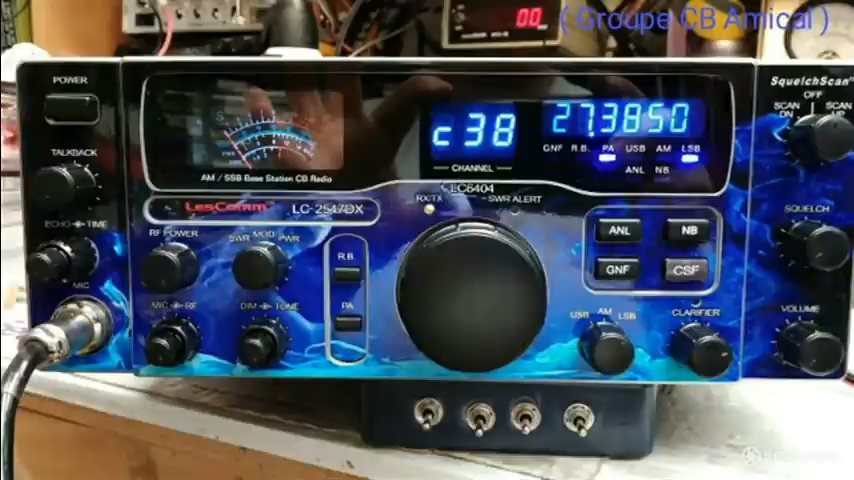 ( Groupe CB Amical )
00
POWER
SquelchScan
OFF
SCAN DN
SCAN UP
c38
27.3850
CHANNEL
GNF R.B. PA USB AM LSB
ANL NB
AM / SSB Base Station CB Radio
TALKBACK
LesComm LC-2547DX
LC6404
RX/TX
SWR ALERT
ECHO TIME
RF POWER
SWR MOD PWR
R.B.
ANL
NB
SQUELCH
GNF
CSF
MIC
MIC RF
DIM TONE
PA
USB AM LSB
CLARIFIER
VOLUME